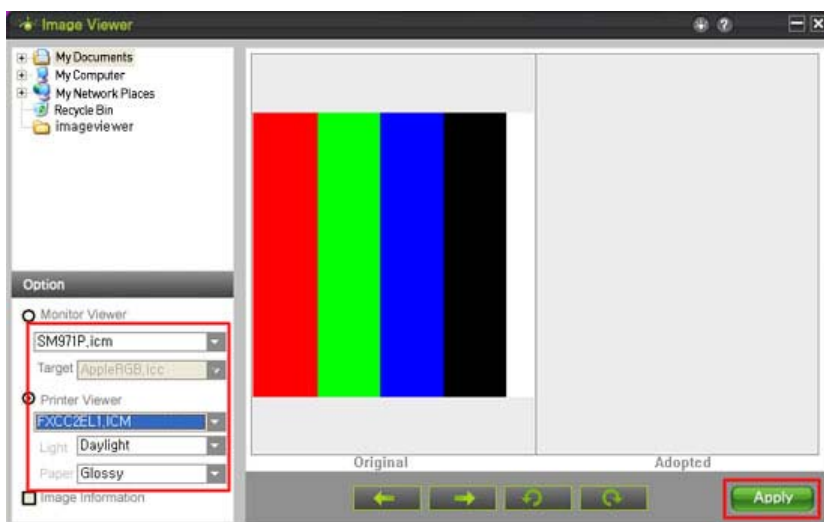 Image Viewer
My Documents
My Computer
My Network Places
Recycle Bin
imageviewer
Option
Monitor Viewer
SM971P,icm
Target AppleRGB,icc
Printer Viewer
FXCC2EL1,ICM
Light Daylight
Paper Glossy
Image Information
Original
Adopted
Apply